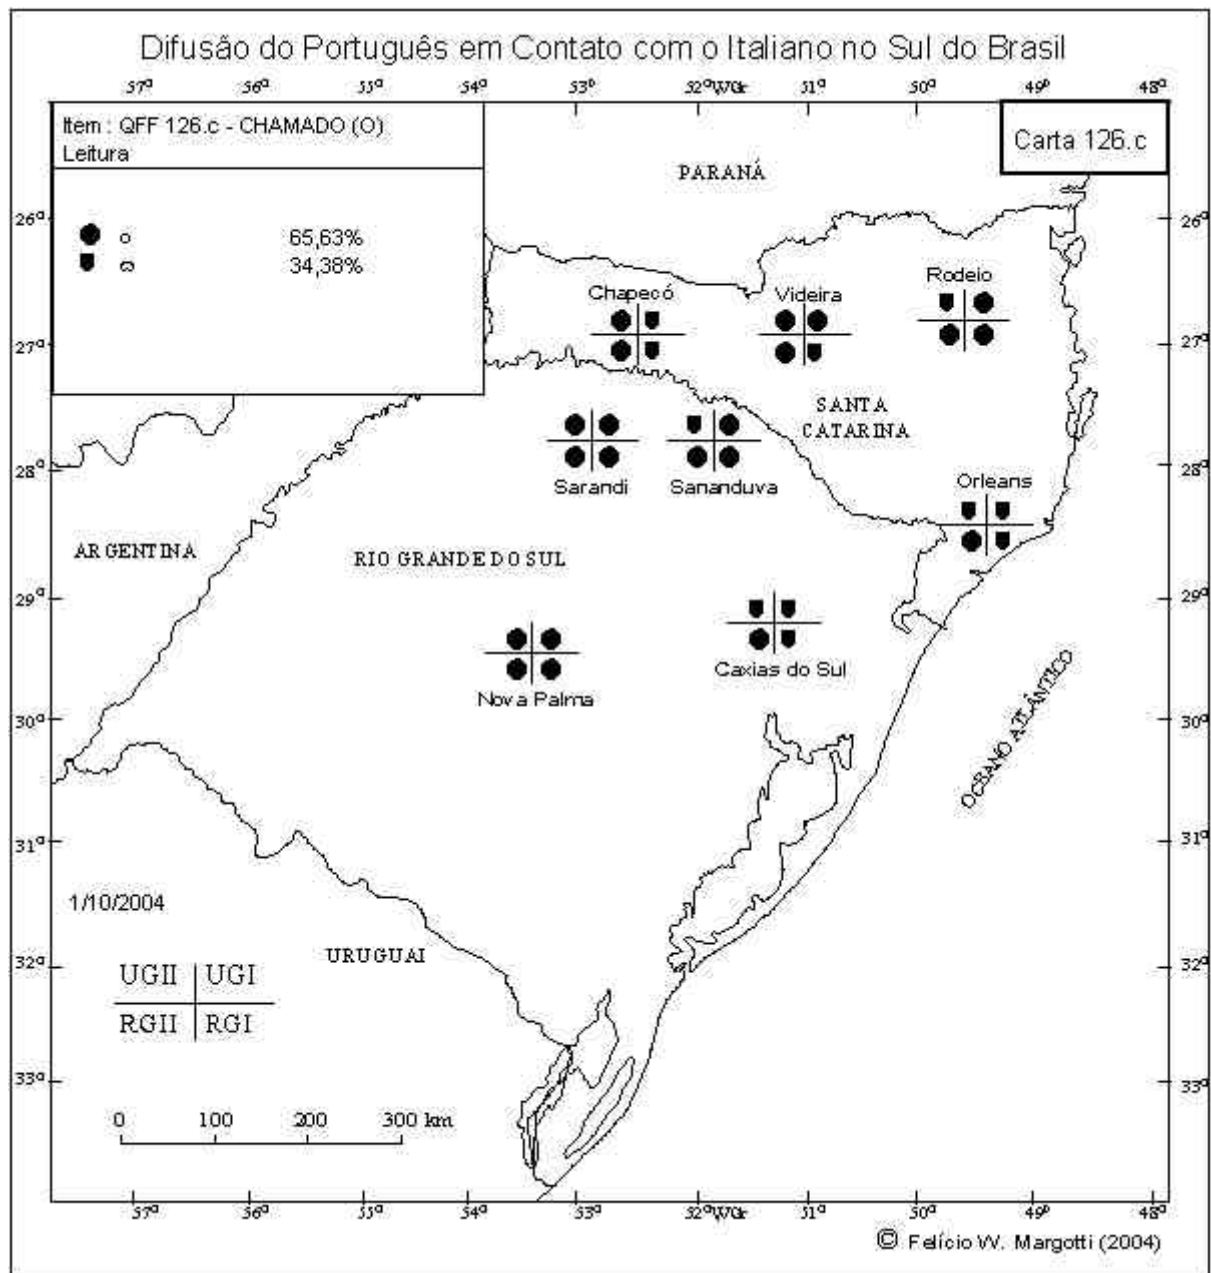 Difusão do Português em Contato com o Italiano no Sul do Brasil
57º 56º 55º 54º 53º 52ºWGr 51º 50º 49º 48º
Item : QFF 126.c - CHAMADO (O)
Leitura
Carta 126.c
PARANÁ
26º 26º
o 65,63%
34,38%
Rodeio
Chapecó Videira
27º 27º
SANTA
CATARINA
28º 28º
Sarandi Sananduva Orleans
ARGENTINA
RIO GRANDE DO SUL
29º 29º
Caxias do Sul
Nova Palma
30º 30º
OCEANO ATLÂNTICO
31º 31º
1/10/2004
URUGUAI
32º 32º
UGII UGI
RGII RGI
33º 33º
0 100 200 300 km
57º 56º 55º 54º 53º 52ºWGr 51º 50º 49º 48º
© Felício W. Margotti (2004)